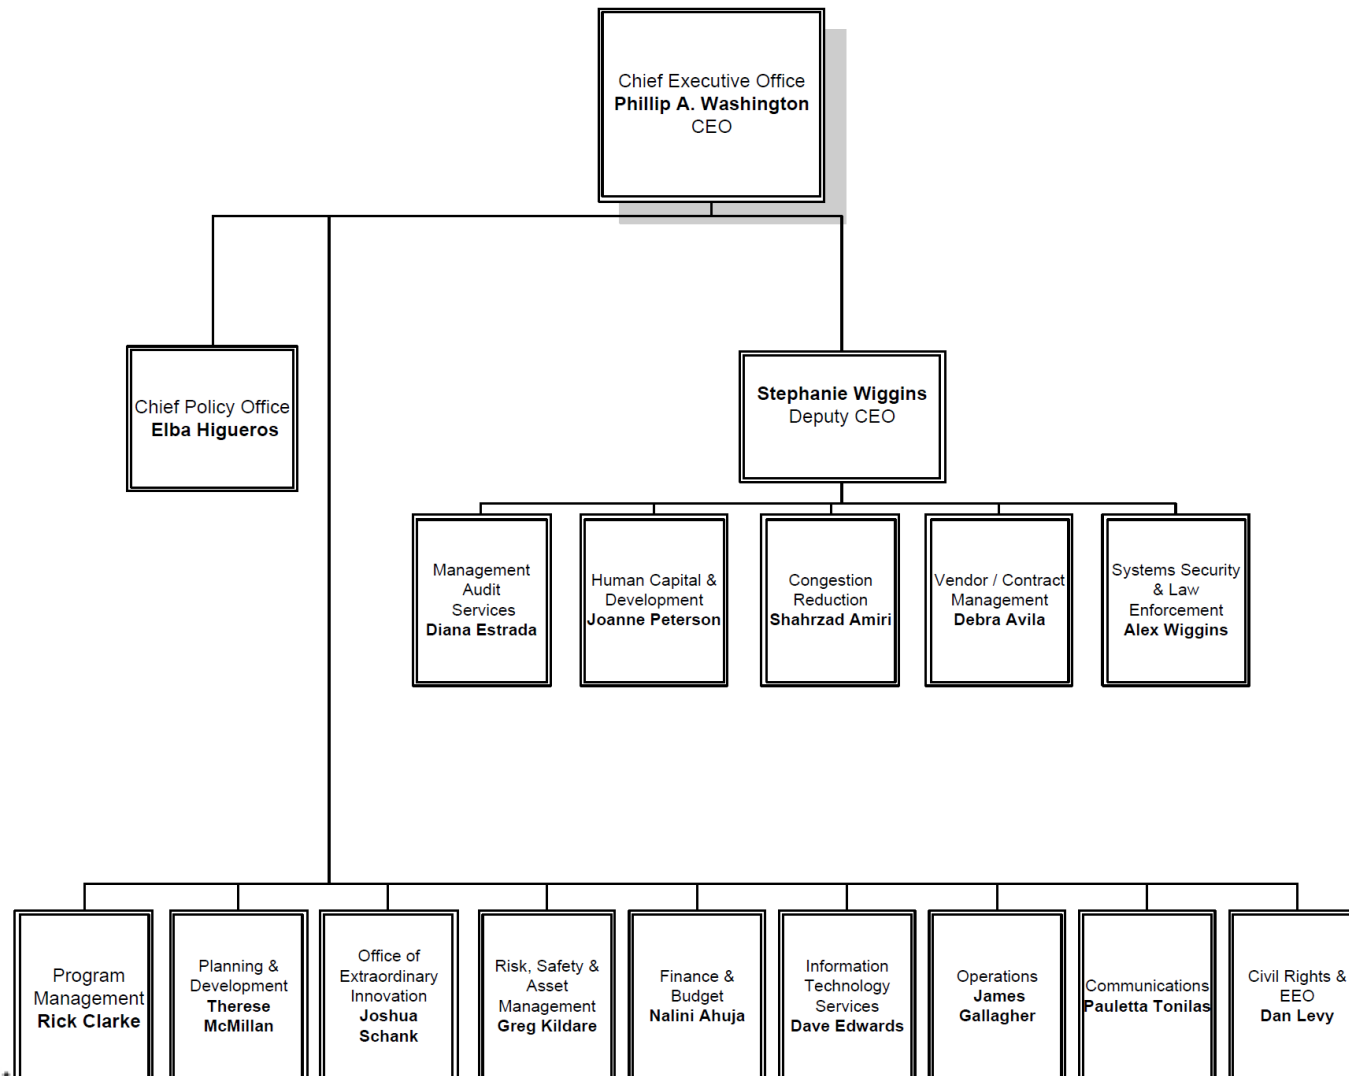 Chief Executive Office
Phillip A. Washington
CEO
Chief Policy Office
Elba Higueros
Stephanie Wiggins
Deputy CEO
Management
Audit
Services
Diana Estrada
Human Capital &
Development
Joanne Peterson
Congestion
Reduction
Shahrzad Amiri
Vendor / Contract
Management
Debra Avila
Systems Security
& Law
Enforcement
Alex Wiggins
Program
Management
Rick Clarke
Planning &
Development
Therese
McMillan
Office of
Extraordinary
Innovation
Joshua
Schank
Risk, Safety &
Asset
Management
Greg Kildare
Finance &
Budget
Nalini Ahuja
Information
Technology
Services
Dave Edwards
Operations
James
Gallagher
Communications
Pauletta Tonilas
Civil Rights &
EEO
Dan Levy